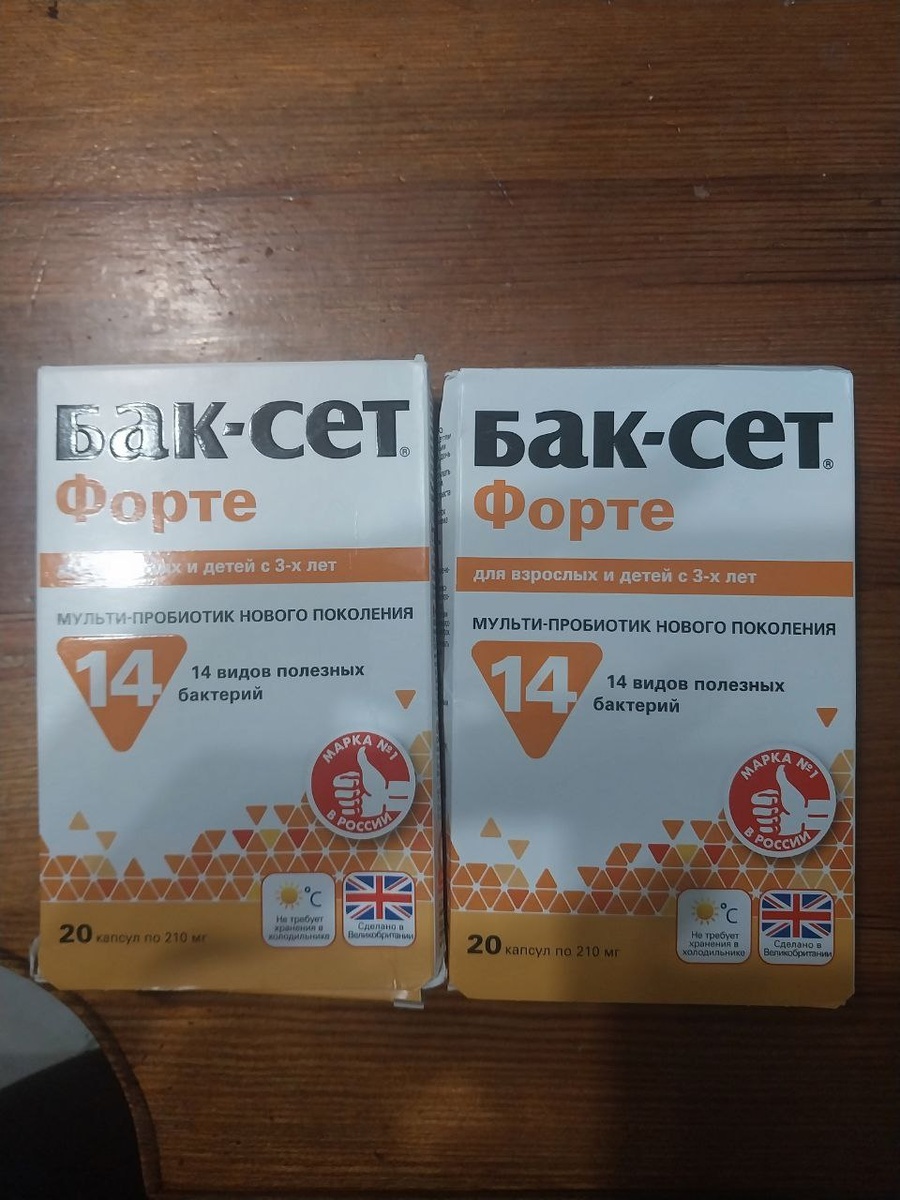 Бак-сет®
Форте
х и детей с 3-х лет
МУЛЬТИ-ПРОБИОТИК НОВОГО ПОКОЛЕНИЯ
14
14 видов полезных
бактерий
МАРКА №1
В РОССИИ
°C
Не требует
хранения в
холодильнике
Сделано в
Великобритании
20 капсул по 210 мг
Бак-сет®
Форте
для взрослых и детей с 3-х лет
МУЛЬТИ-ПРОБИОТИК НОВОГО ПОКОЛЕНИЯ
14
14 видов полезных
бактерий
МАРКА №1
В РОССИИ
°C
Не требует
хранения в
холодильнике
Сделано в
Великобритании
20 капсул по 210 мг